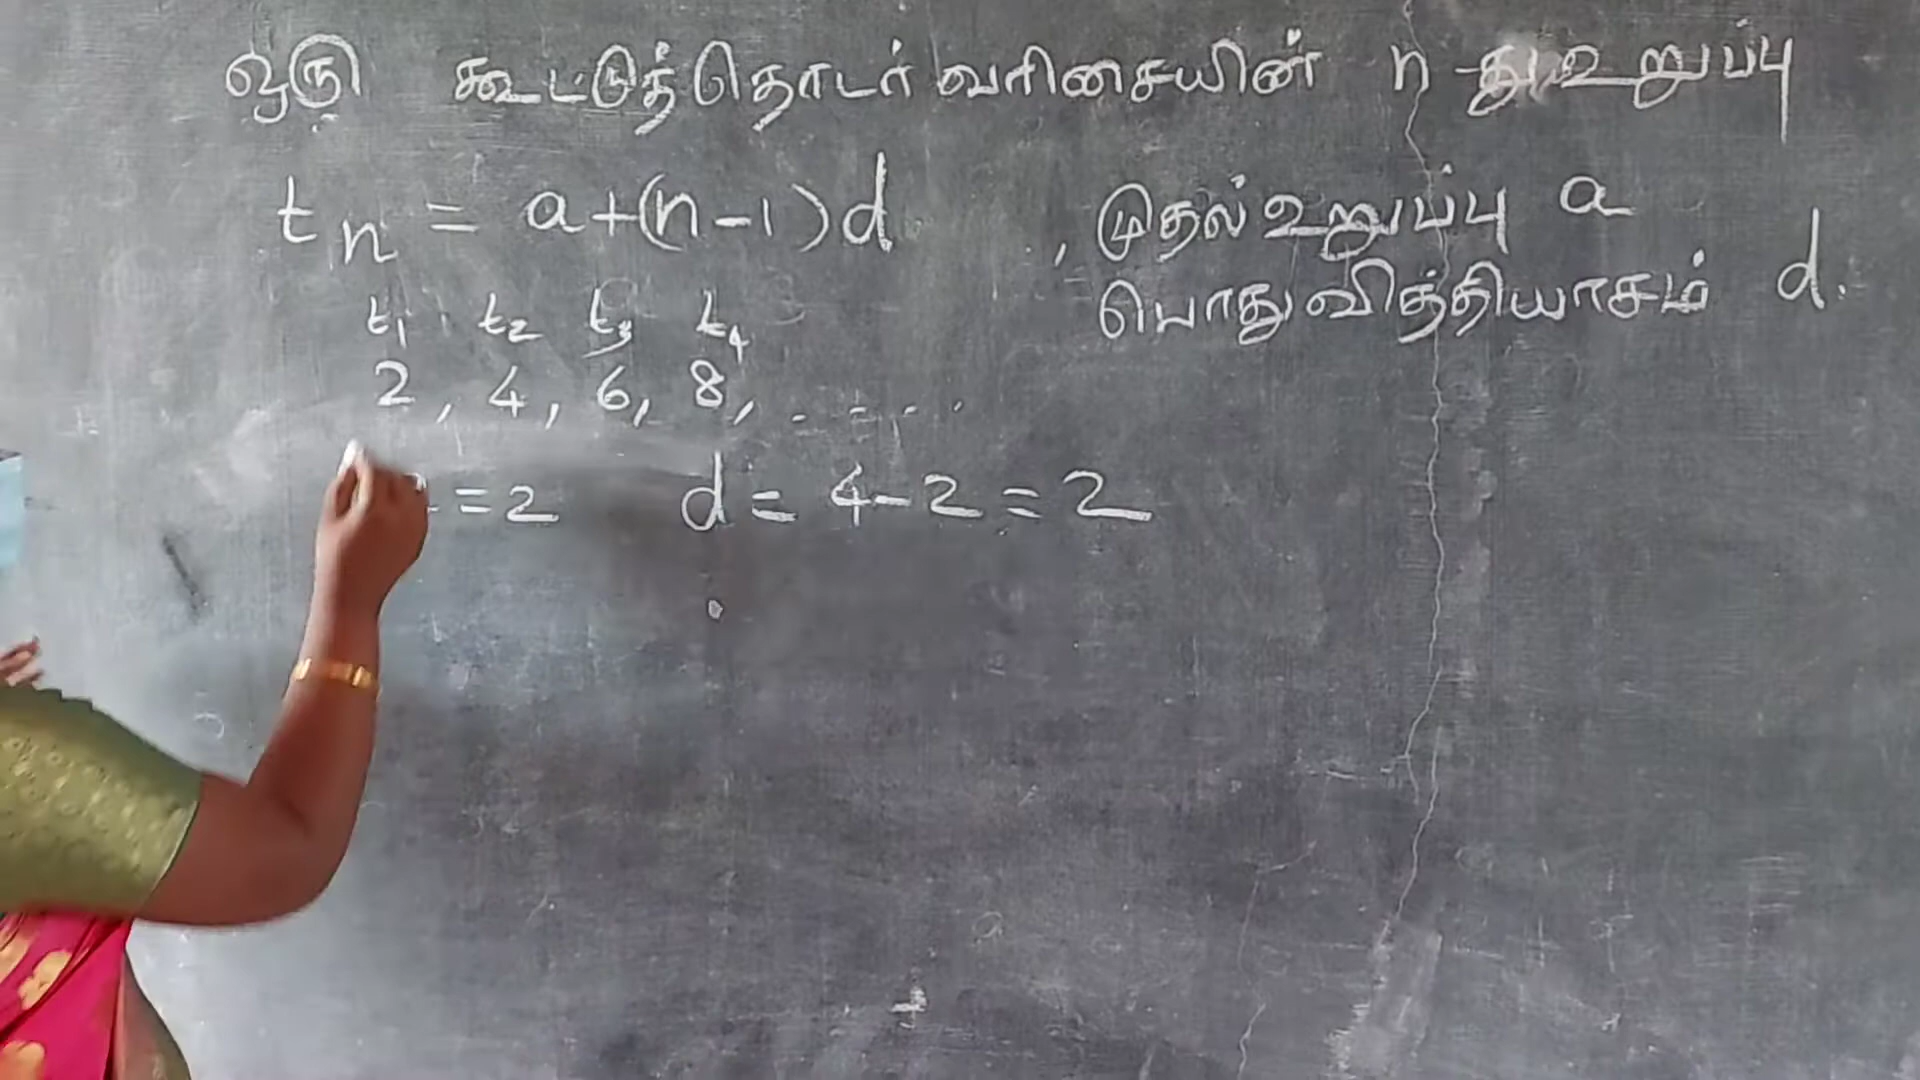 ஒரு கூட்டுத்தொடர் வரிசையின் n-து உறுப்பு
tₙ = a+(n-1)d , முதல் உறுப்பு a
பொது வித்தியாசம் d.
t₁ t₂ t₃ t₄
2, 4, 6, 8, .....
=2 d = 4-2=2